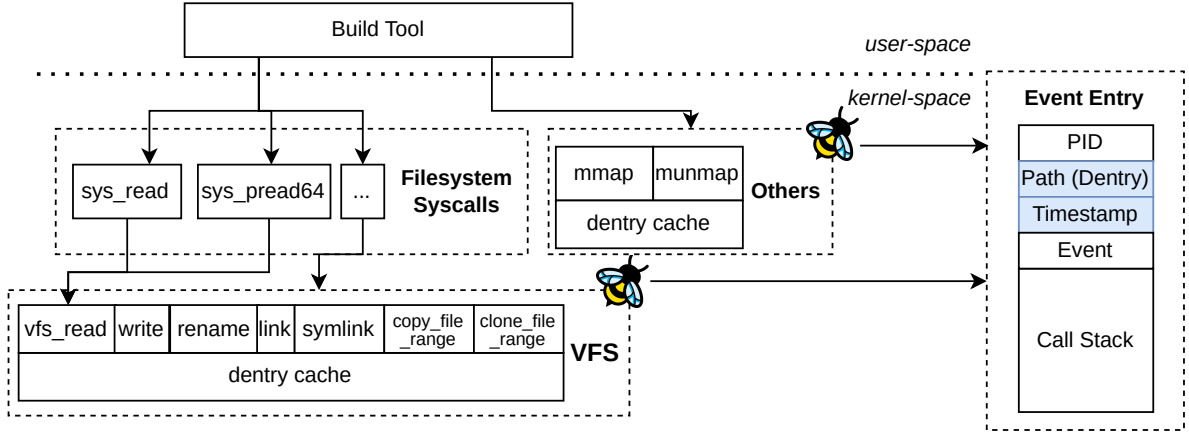 Build Tool
user-space
kernel-space
Event Entry
PID
Path (Dentry)
Timestamp
Event
Call Stack
sys_read
sys_pread64
...
Filesystem
Syscalls
mmap
munmap
dentry cache
Others
vfs_read
write
rename
link
symlink
copy_file
_range
clone_file
_range
dentry cache
VFS